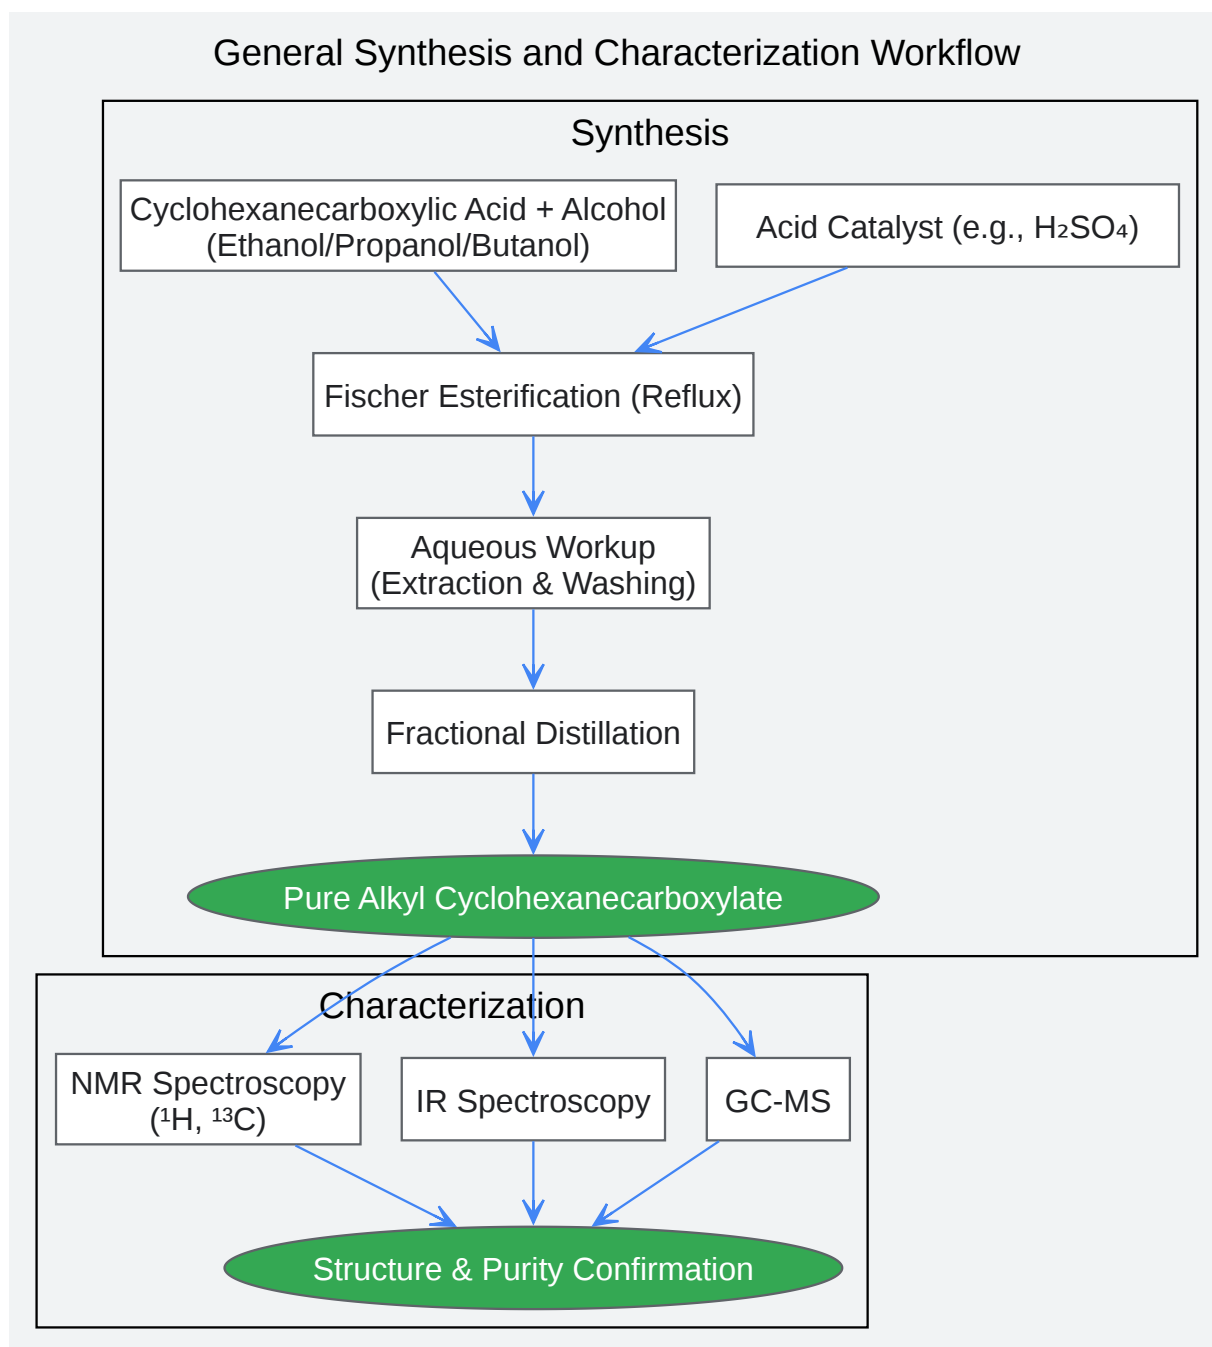 General Synthesis and Characterization Workflow
Synthesis
Cyclohexanecarboxylic Acid + Alcohol
(Ethanol/Propanol/Butanol)
Acid Catalyst (e.g., H₂SO₄)
Fischer Esterification (Reflux)
Aqueous Workup
(Extraction & Washing)
Fractional Distillation
Pure Alkyl Cyclohexanecarboxylate
Characterization
NMR Spectroscopy
(¹H, ¹³C)
IR Spectroscopy
GC-MS
Structure & Purity Confirmation